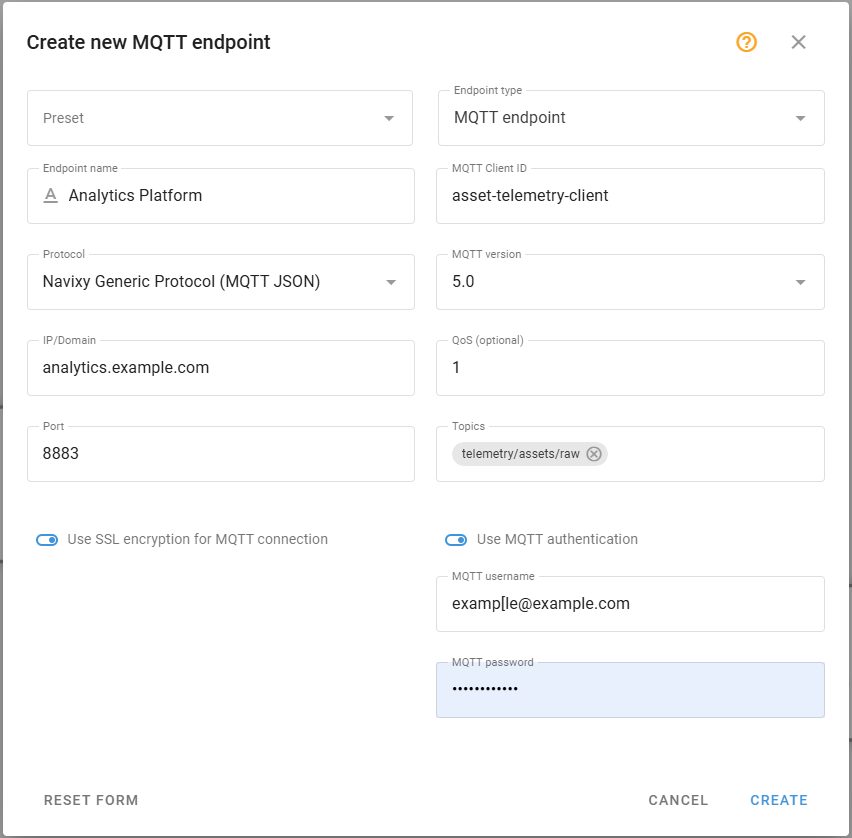 Create new MQTT endpoint
Preset
Endpoint type
MQTT endpoint
Endpoint name
Analytics Platform
MQTT Client ID
asset-telemetry-client
Protocol
Navixy Generic Protocol (MQTT JSON)
MQTT version
5.0
IP/Domain
analytics.example.com
QoS (optional)
1
Port
8883
Topics
telemetry/assets/raw
Use SSL encryption for MQTT connection
Use MQTT authentication
MQTT username
examp[le@example.com
MQTT password
••••••••••••
RESET FORM
CANCEL
CREATE